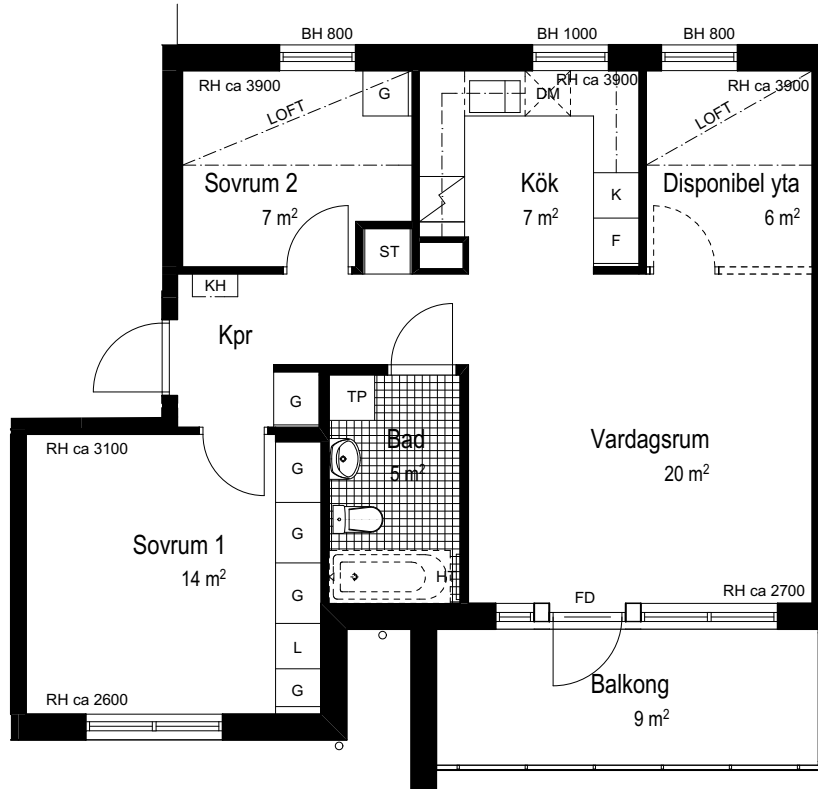 BH 800
BH 1000
BH 800
RH ca 3900
G
DM
RH ca 3900
RH ca 3900
LOFT
LOFT
Sovrum 2
7 m²
Kök
7 m²
K
Disponibel yta
6 m²
ST
F
KH
Kpr
G
TP
RH ca 3100
G
Bad
5 m²
Vardagsrum
20 m²
G
Sovrum 1
14 m²
G
HT
RH ca 2700
FD
L
G
RH ca 2600
Balkong
9 m²